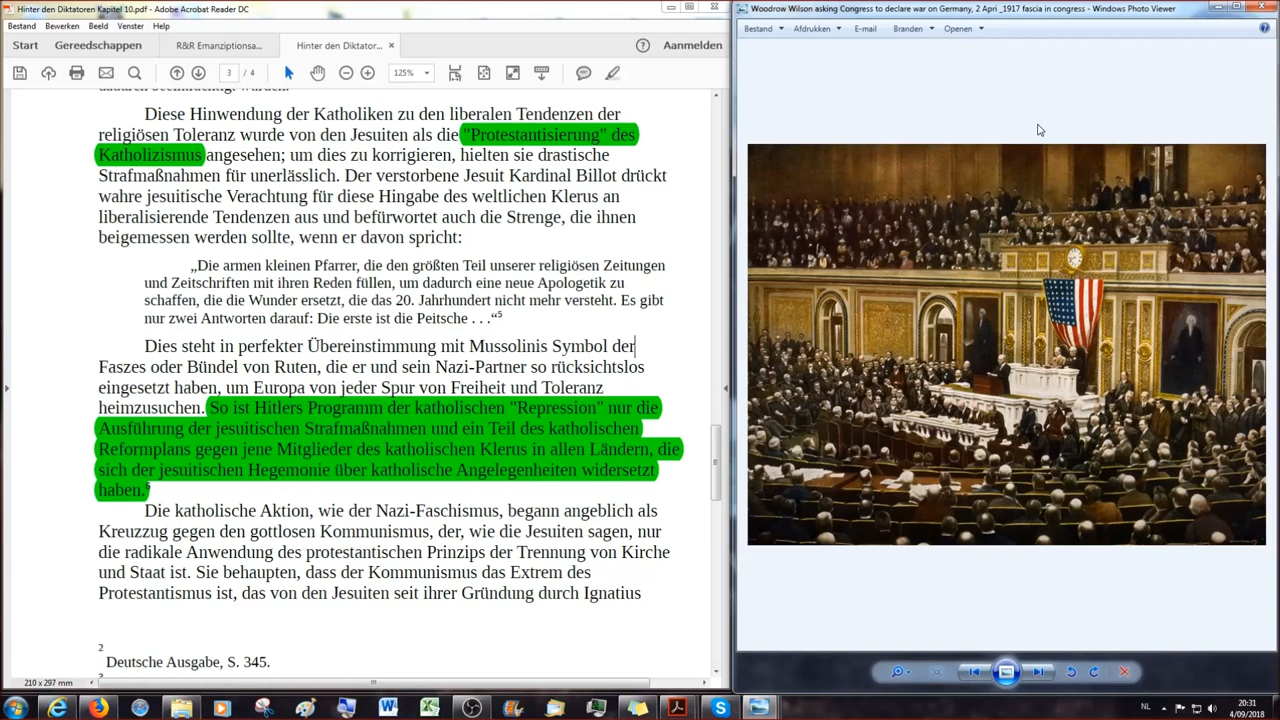 Hinter den Diktatoren Kapitel 10.pdf - Adobe Acrobat Reader DC
Bestand Bewerken Beeld Venster Help
Start Gereedschappen R&R Emanziptionsa... Hinter den Diktator... × Aanmelden
3 / 4 125%
Diese Hinwendung der Katholiken zu den liberalen Tendenzen der
religiösen Toleranz wurde von den Jesuiten als die "Protestantisierung" des
Katholizismus angesehen; um dies zu korrigieren, hielten sie drastische
Strafmaßnahmen für unerlässlich. Der verstorbene Jesuit Kardinal Billot drückt
wahre jesuitische Verachtung für diese Hingabe des weltlichen Klerus an
liberalisierende Tendenzen aus und befürwortet auch die Strenge, die ihnen
beigemessen werden sollte, wenn er davon spricht:
„Die armen kleinen Pfarrer, die den größten Teil unserer religiösen Zeitungen
und Zeitschriften mit ihren Reden füllen, um dadurch eine neue Apologetik zu
schaffen, die die Wunder ersetzt, die das 20. Jahrhundert nicht mehr versteht. Es gibt
nur zwei Antworten darauf: Die erste ist die Peitsche . . .“5
Dies steht in perfekter Übereinstimmung mit Mussolinis Symbol der
Faszes oder Bündel von Ruten, die er und sein Nazi-Partner so rücksichtslos
eingesetzt haben, um Europa von jeder Spur von Freiheit und Toleranz
heimzusuchen. So ist Hitlers Programm der katholischen "Repression" nur die
Ausführung der jesuitischen Strafmaßnahmen und ein Teil des katholischen
Reformplans gegen jene Mitglieder des katholischen Klerus in allen Ländern, die
sich der jesuitischen Hegemonie über katholische Angelegenheiten widersetzt
haben.6
Die katholische Aktion, wie der Nazi-Faschismus, begann angeblich als
Kreuzzug gegen den gottlosen Kommunismus, der, wie die Jesuiten sagen, nur
die radikale Anwendung des protestantischen Prinzips der Trennung von Kirche
und Staat ist. Sie behaupten, dass der Kommunismus das Extrem des
Protestantismus ist, das von den Jesuiten seit ihrer Gründung durch Ignatius
2
Deutsche Ausgabe, S. 345.
210 x 297 mm
Woodrow Wilson asking Congress to declare war on Germany, 2 Apri _1917 fascia in congress - Windows Photo Viewer
Bestand Afdrukken E-mail Branden Openen
NL 20:31
4/09/2018